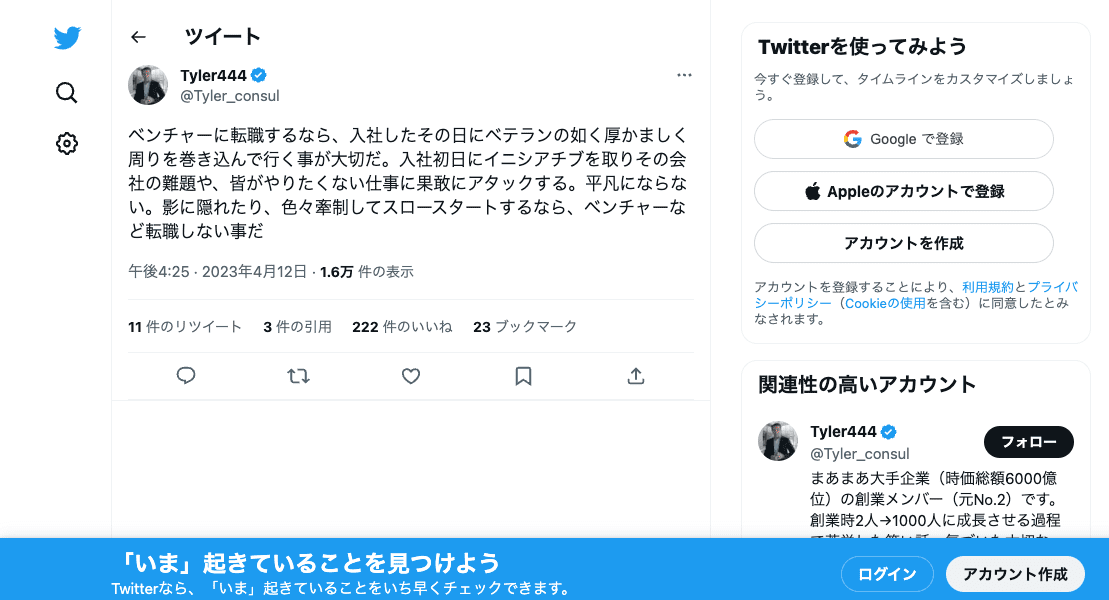 ツイート
Tyler444
@Tyler_consul
ベンチャーに転職するなら、入社したその日にベテランの如く厚かましく
周りを巻き込んで行く事が大切だ。入社初日にイニシアチブを取りその会
社の難題や、皆がやりたくない仕事に果敢にアタックする。平凡にならな
い。影に隠れたり、色々牽制してスロースタートするなら、ベンチャーな
ど転職しない事だ
午後4:25 · 2023年4月12日 · 1.6万 件の表示
11 件のリツイート 3 件の引用 222 件のいいね 23 ブックマーク
Twitterを使ってみよう
今すぐ登録して、タイムラインをカスタマイズしましょ
う。
Google で登録
Appleのアカウントで登録
アカウントを作成
アカウントを登録することにより、利用規約とプライバ
シーポリシー（Cookieの使用を含む）に同意したとみ
なされます。
関連性の高いアカウント
Tyler444
@Tyler_consul
フォロー
まあまあ大手企業（時価総額6000億
位）の創業メンバー（元No.2）です。
創業時2人→1000人に成長させる過程
「いま」起きていることを見つけよう
Twitterなら、「いま」起きていることをいち早くチェックできます。
ログイン
アカウント作成